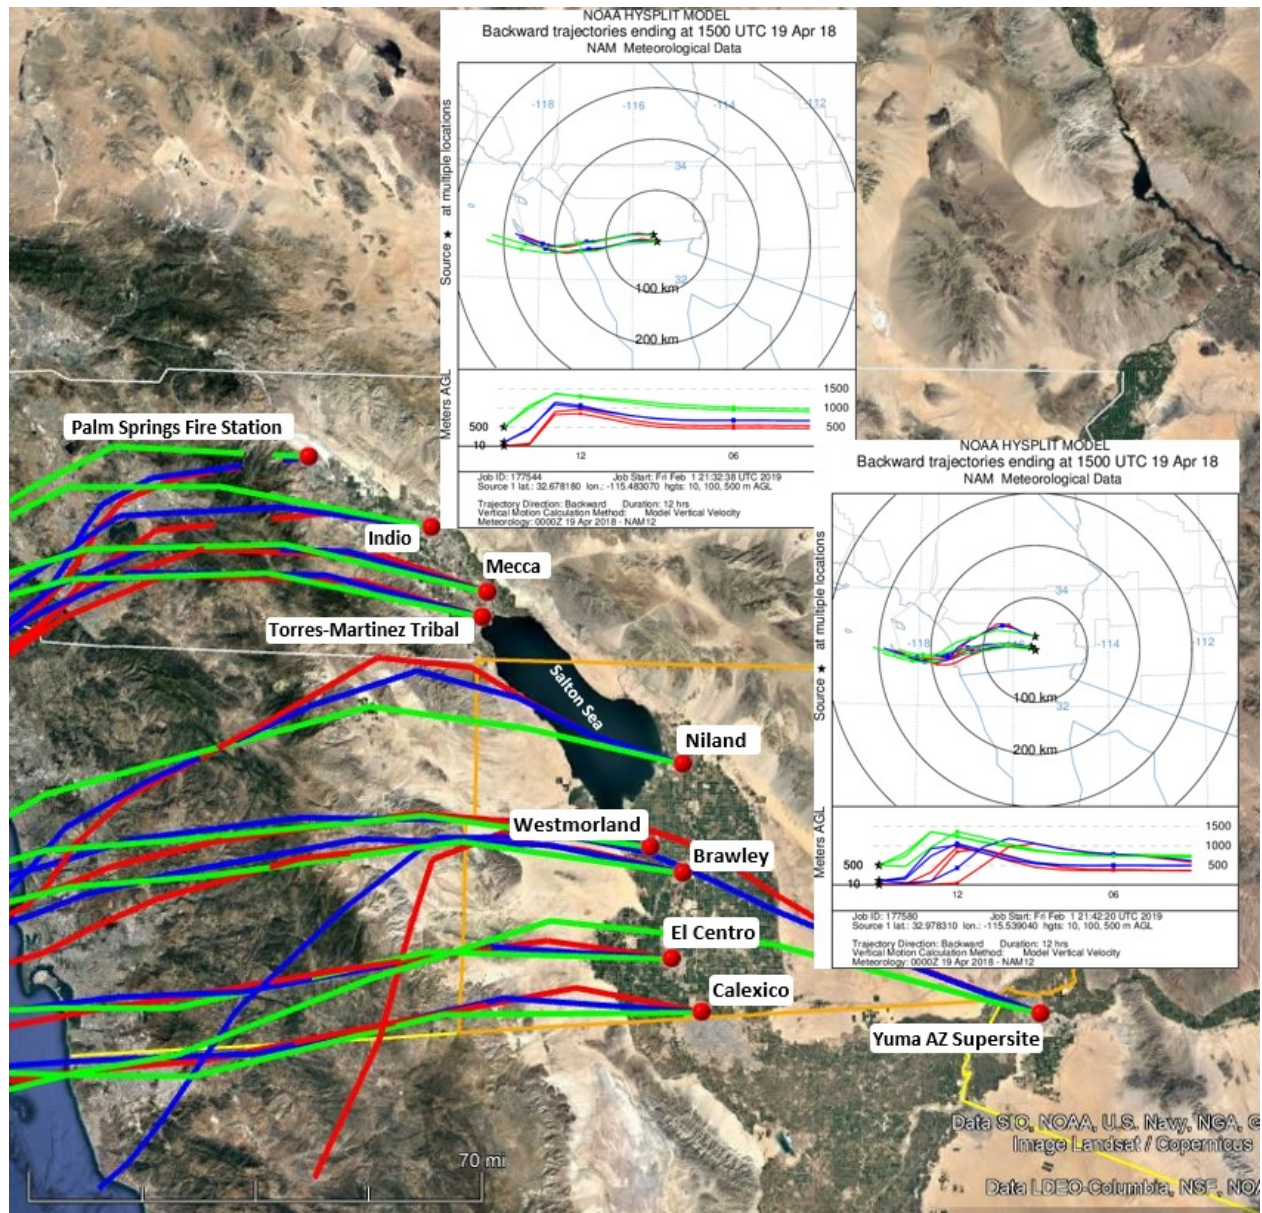 NOAA HYSPLIT MODEL
Backward trajectories ending at 1500 UTC 19 Apr 18
NAM Meteorological Data
Source ★ at multiple locations
-118
-116
-114
-112
34
32
100 km
200 km
Meters AGL
1500
1000
500
500
10
12
06
Job ID: 177544 Job Start: Fri Feb 1 21:32:38 UTC 2019
Source 1 lat.: 32.678180 lon.: -115.483070 hgts: 10, 100, 500 m AGL
Trajectory Direction: Backward Duration: 12 hrs
Vertical Motion Calculation Method: Model Vertical Velocity
Meteorology: 0000Z 19 Apr 2018 - NAM12
NOAA HYSPLIT MODEL
Backward trajectories ending at 1500 UTC 19 Apr 18
NAM Meteorological Data
Source ★ at multiple locations
34
-118
-114
-112
100 km
32
200 km
Meters AGL
1500
1000
500
500
10
12
06
Job ID: 177580 Job Start: Fri Feb 1 21:42:20 UTC 2019
Source 1 lat.: 32.978310 lon.: -115.539040 hgts: 10, 100, 500 m AGL
Trajectory Direction: Backward Duration: 12 hrs
Vertical Motion Calculation Method: Model Vertical Velocity
Meteorology: 0000Z 19 Apr 2018 - NAM12
Palm Springs Fire Station
Indio
Mecca
Torres-Martinez Tribal
Salton Sea
Niland
Westmorland
Brawley
El Centro
Calexico
Yuma AZ Supersite
70 mi
Data SIO, NOAA, U.S. Navy, NGA, G
Image Landsat / Copernicus
Data LDEO-Columbia, NSF, NOA